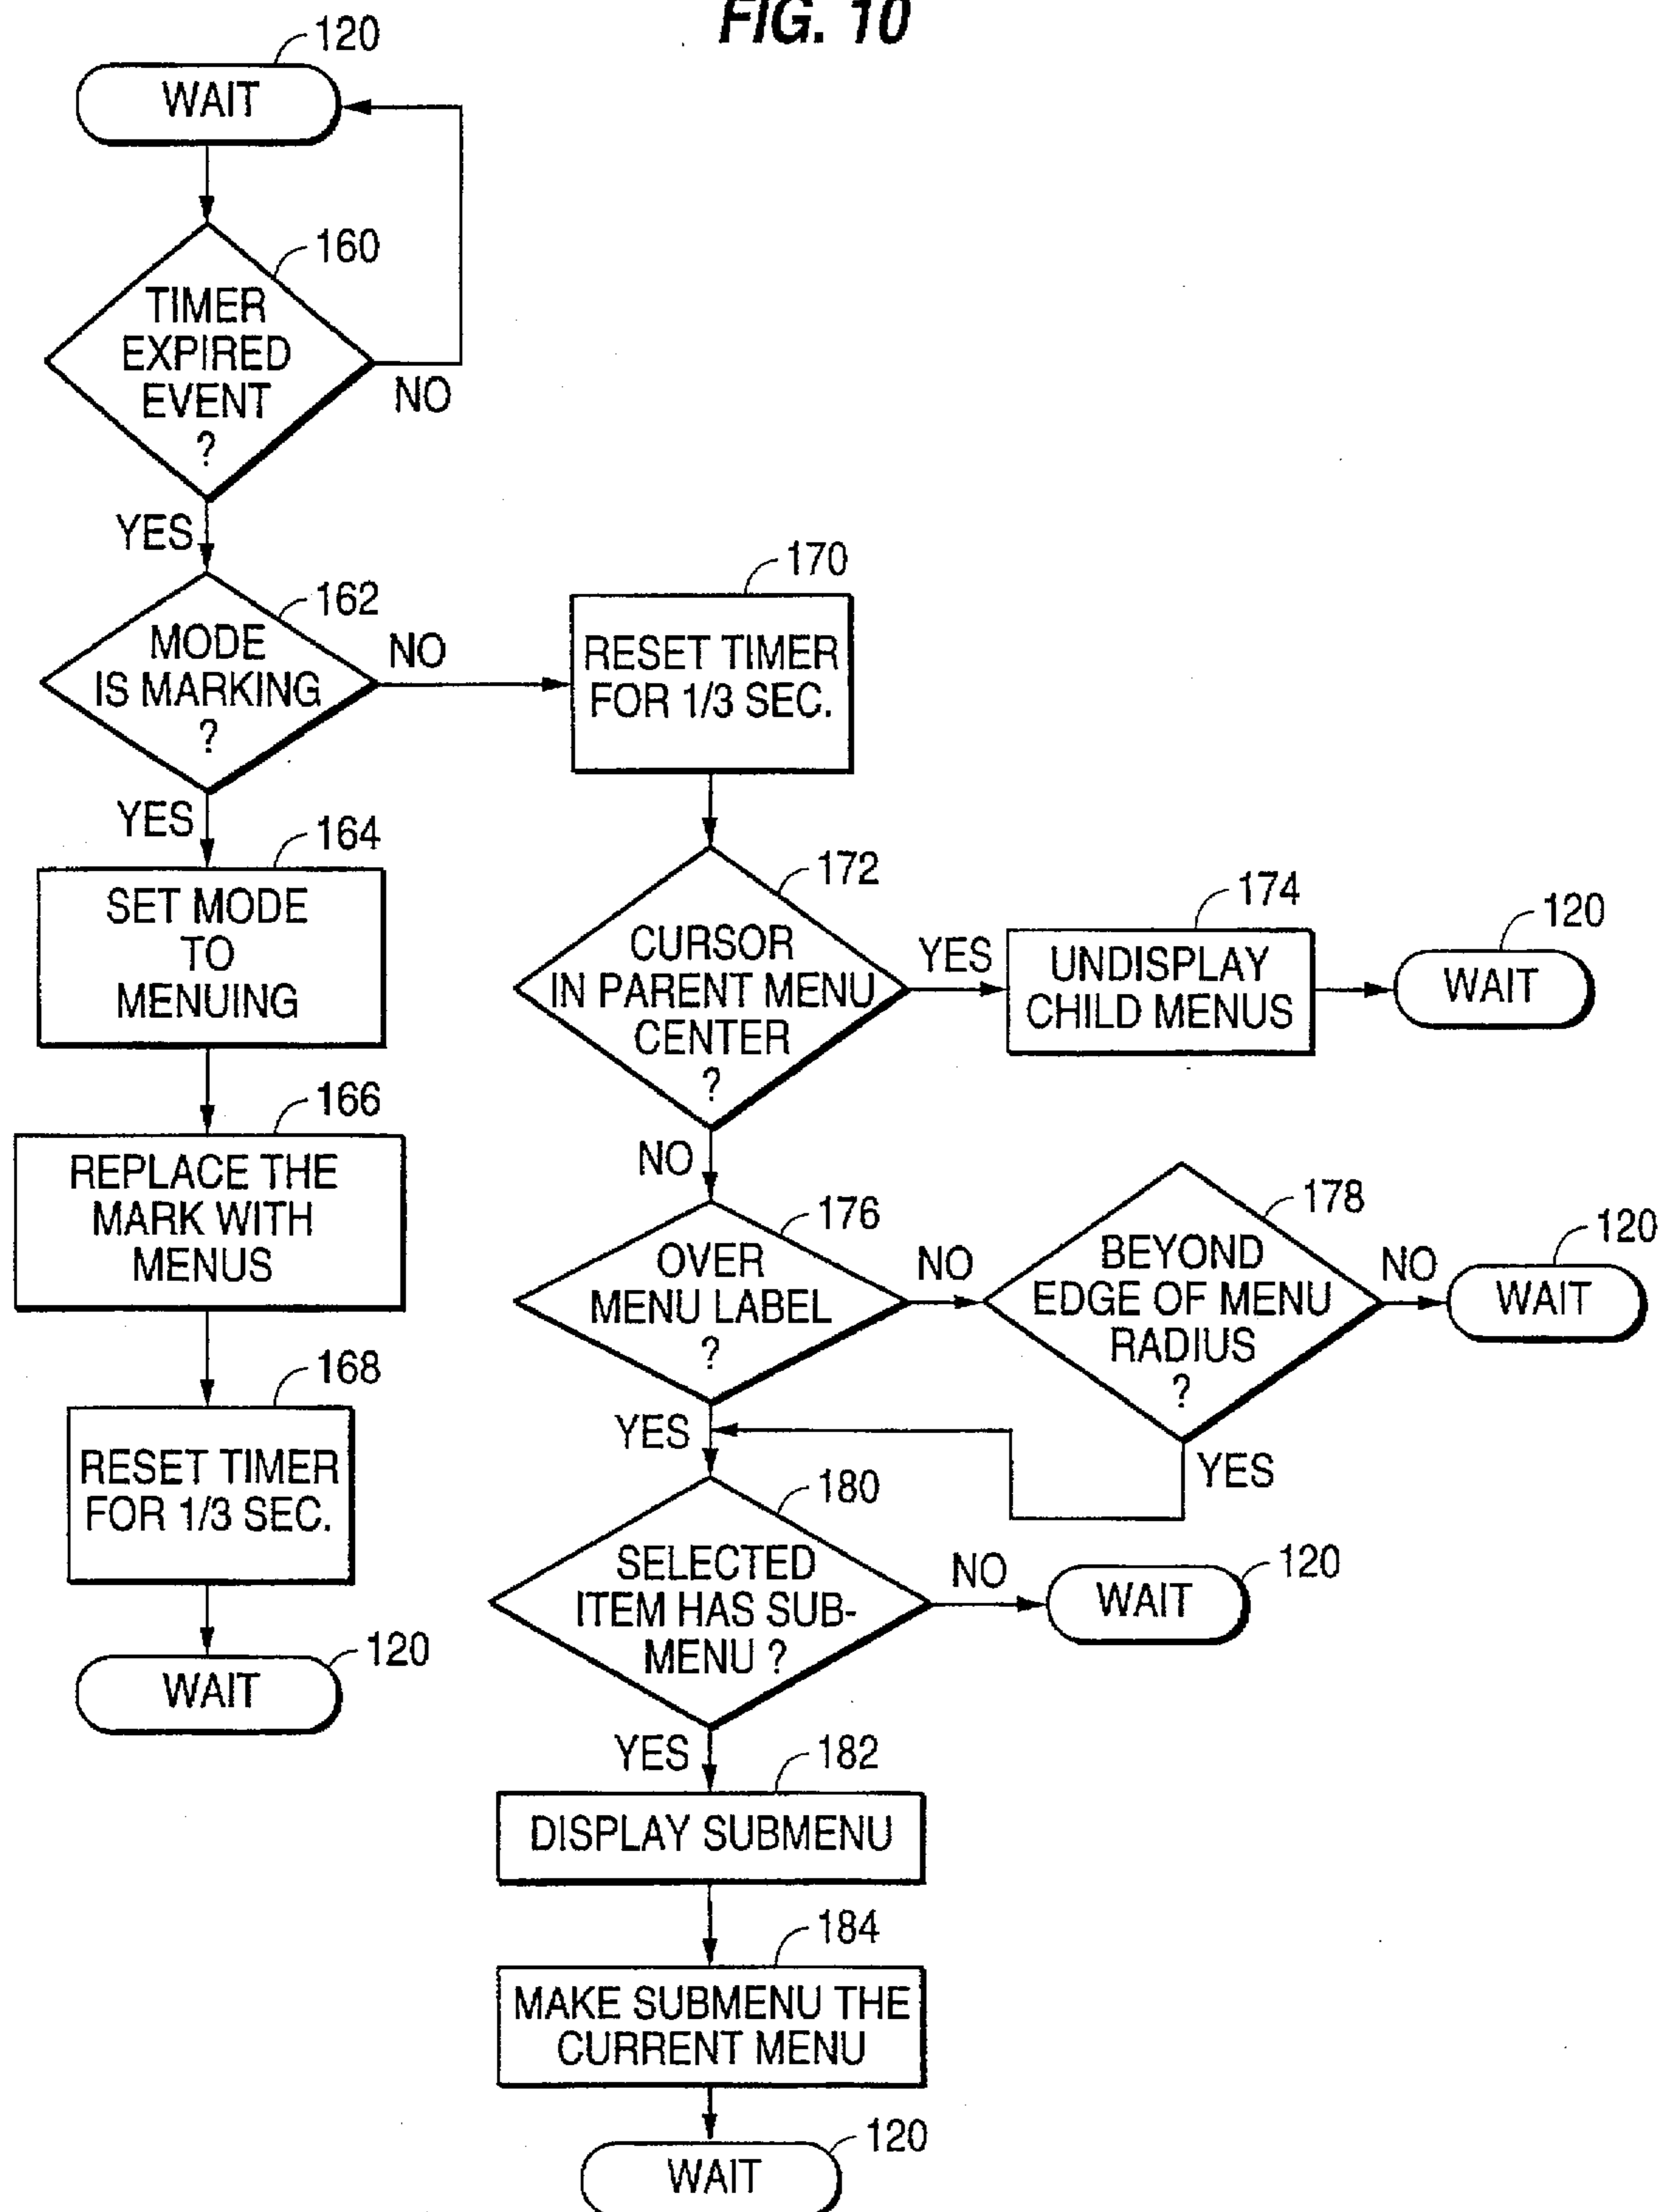 FIG. 10
120
WAIT
160
TIMER
EXPIRED
EVENT
?
NO
YES
162
MODE
IS MARKING
?
NO
170
RESET TIMER
FOR 1/3 SEC.
YES
164
SET MODE
TO
MENUING
172
CURSOR
IN PARENT MENU
CENTER
?
YES
174
UNDISPLAY
CHILD MENUS
120
WAIT
166
REPLACE THE
MARK WITH
MENUS
NO
176
OVER
MENU LABEL
?
NO
178
BEYOND
EDGE OF MENU
RADIUS
?
NO
120
WAIT
168
RESET TIMER
FOR 1/3 SEC.
YES
YES
180
SELECTED
ITEM HAS SUB-
MENU ?
NO
120
WAIT
120
WAIT
YES
182
DISPLAY SUBMENU
184
MAKE SUBMENU THE
CURRENT MENU
120
WAIT